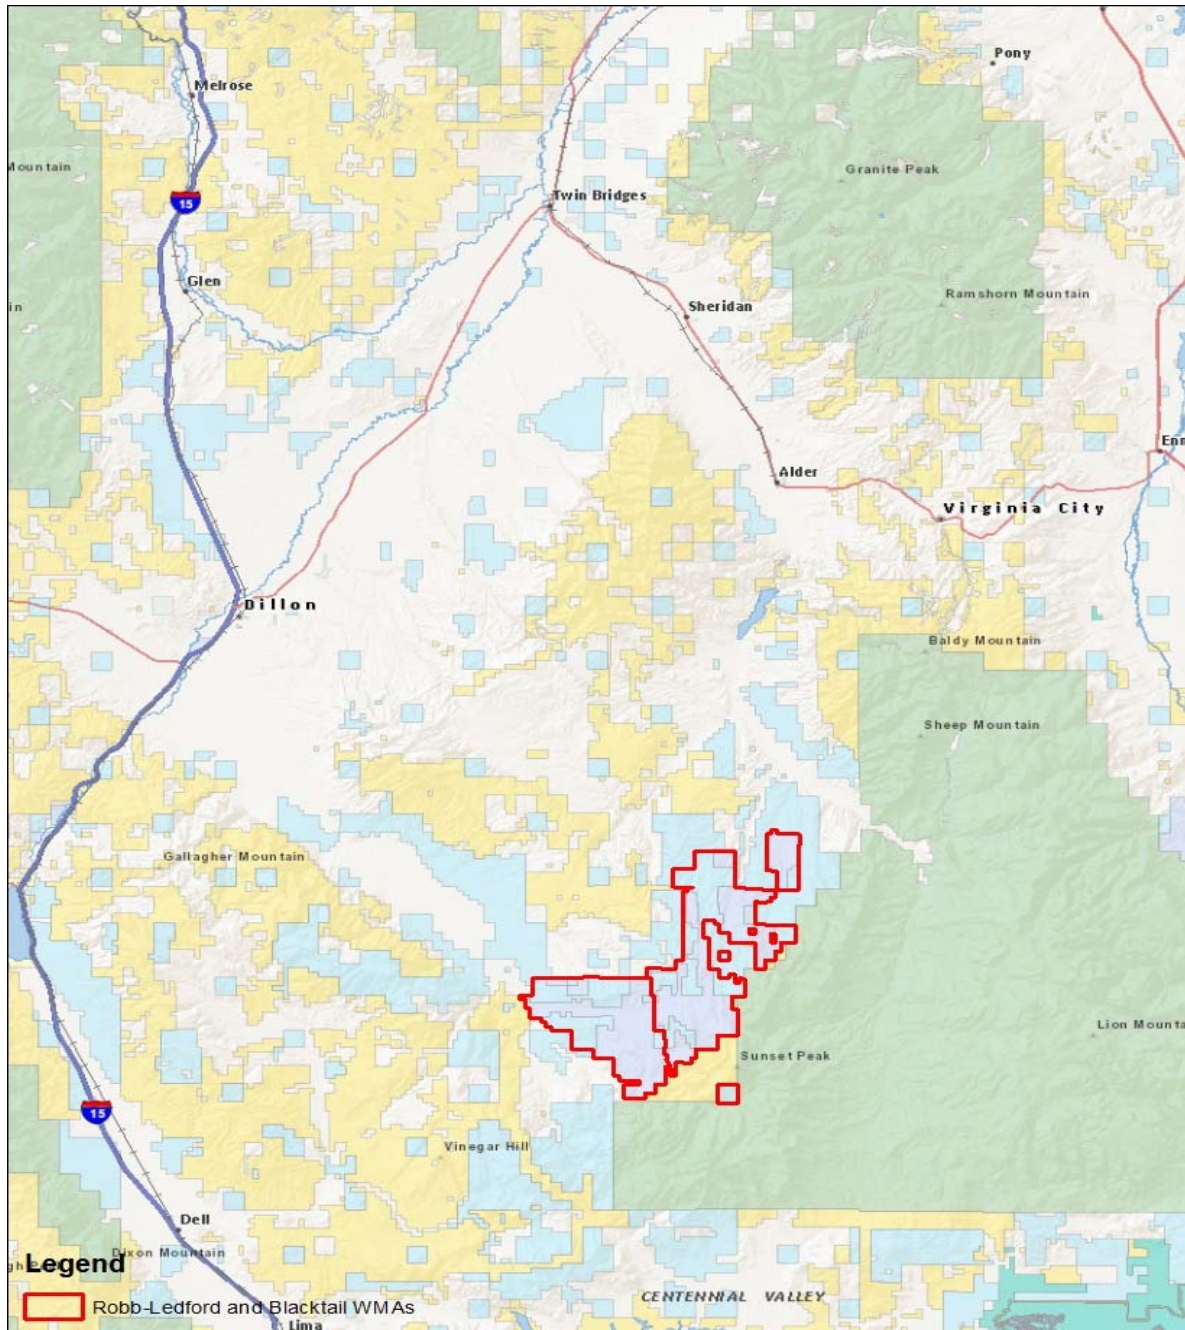 Pony
Melrose
Mountain
Granite Peak
15
Twin Bridges
Glen
Ramshorn Mountain
in
Sheridan
Enn
Alder
Virginia City
Dillon
Baldy Mountain
Sheep Mountain
Gallagher Mountain
Lion Mounta
Sunset Peak
15
Vinegar Hill
Dell
Dixon Mountain
Legend
CENTENNIAL VALLEY
Robb-Ledford and Blacktail WMAs
Lima